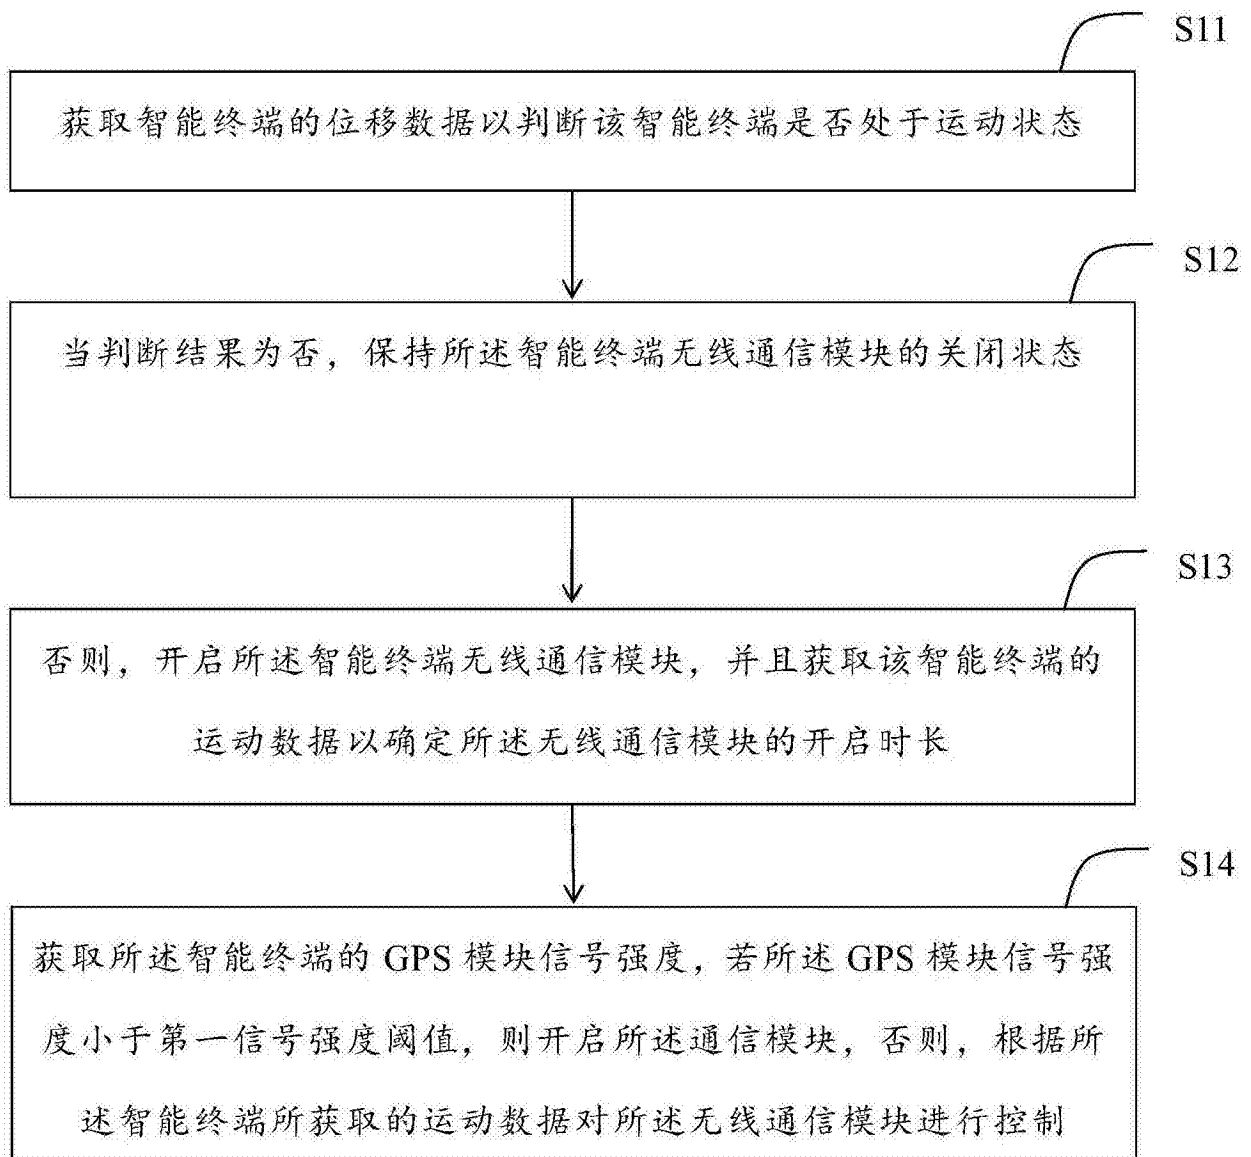 S11
获取智能终端的位移数据以判断该智能终端是否处于运动状态
S12
当判断结果为否，保持所述智能终端无线通信模块的关闭状态
S13
否则，开启所述智能终端无线通信模块，并且获取该智能终端的
运动数据以确定所述无线通信模块的开启时长
S14
获取所述智能终端的 GPS 模块信号强度，若所述 GPS 模块信号强
度小于第一信号强度阈值，则开启所述通信模块，否则，根据所
述智能终端所获取的运动数据对所述无线通信模块进行控制